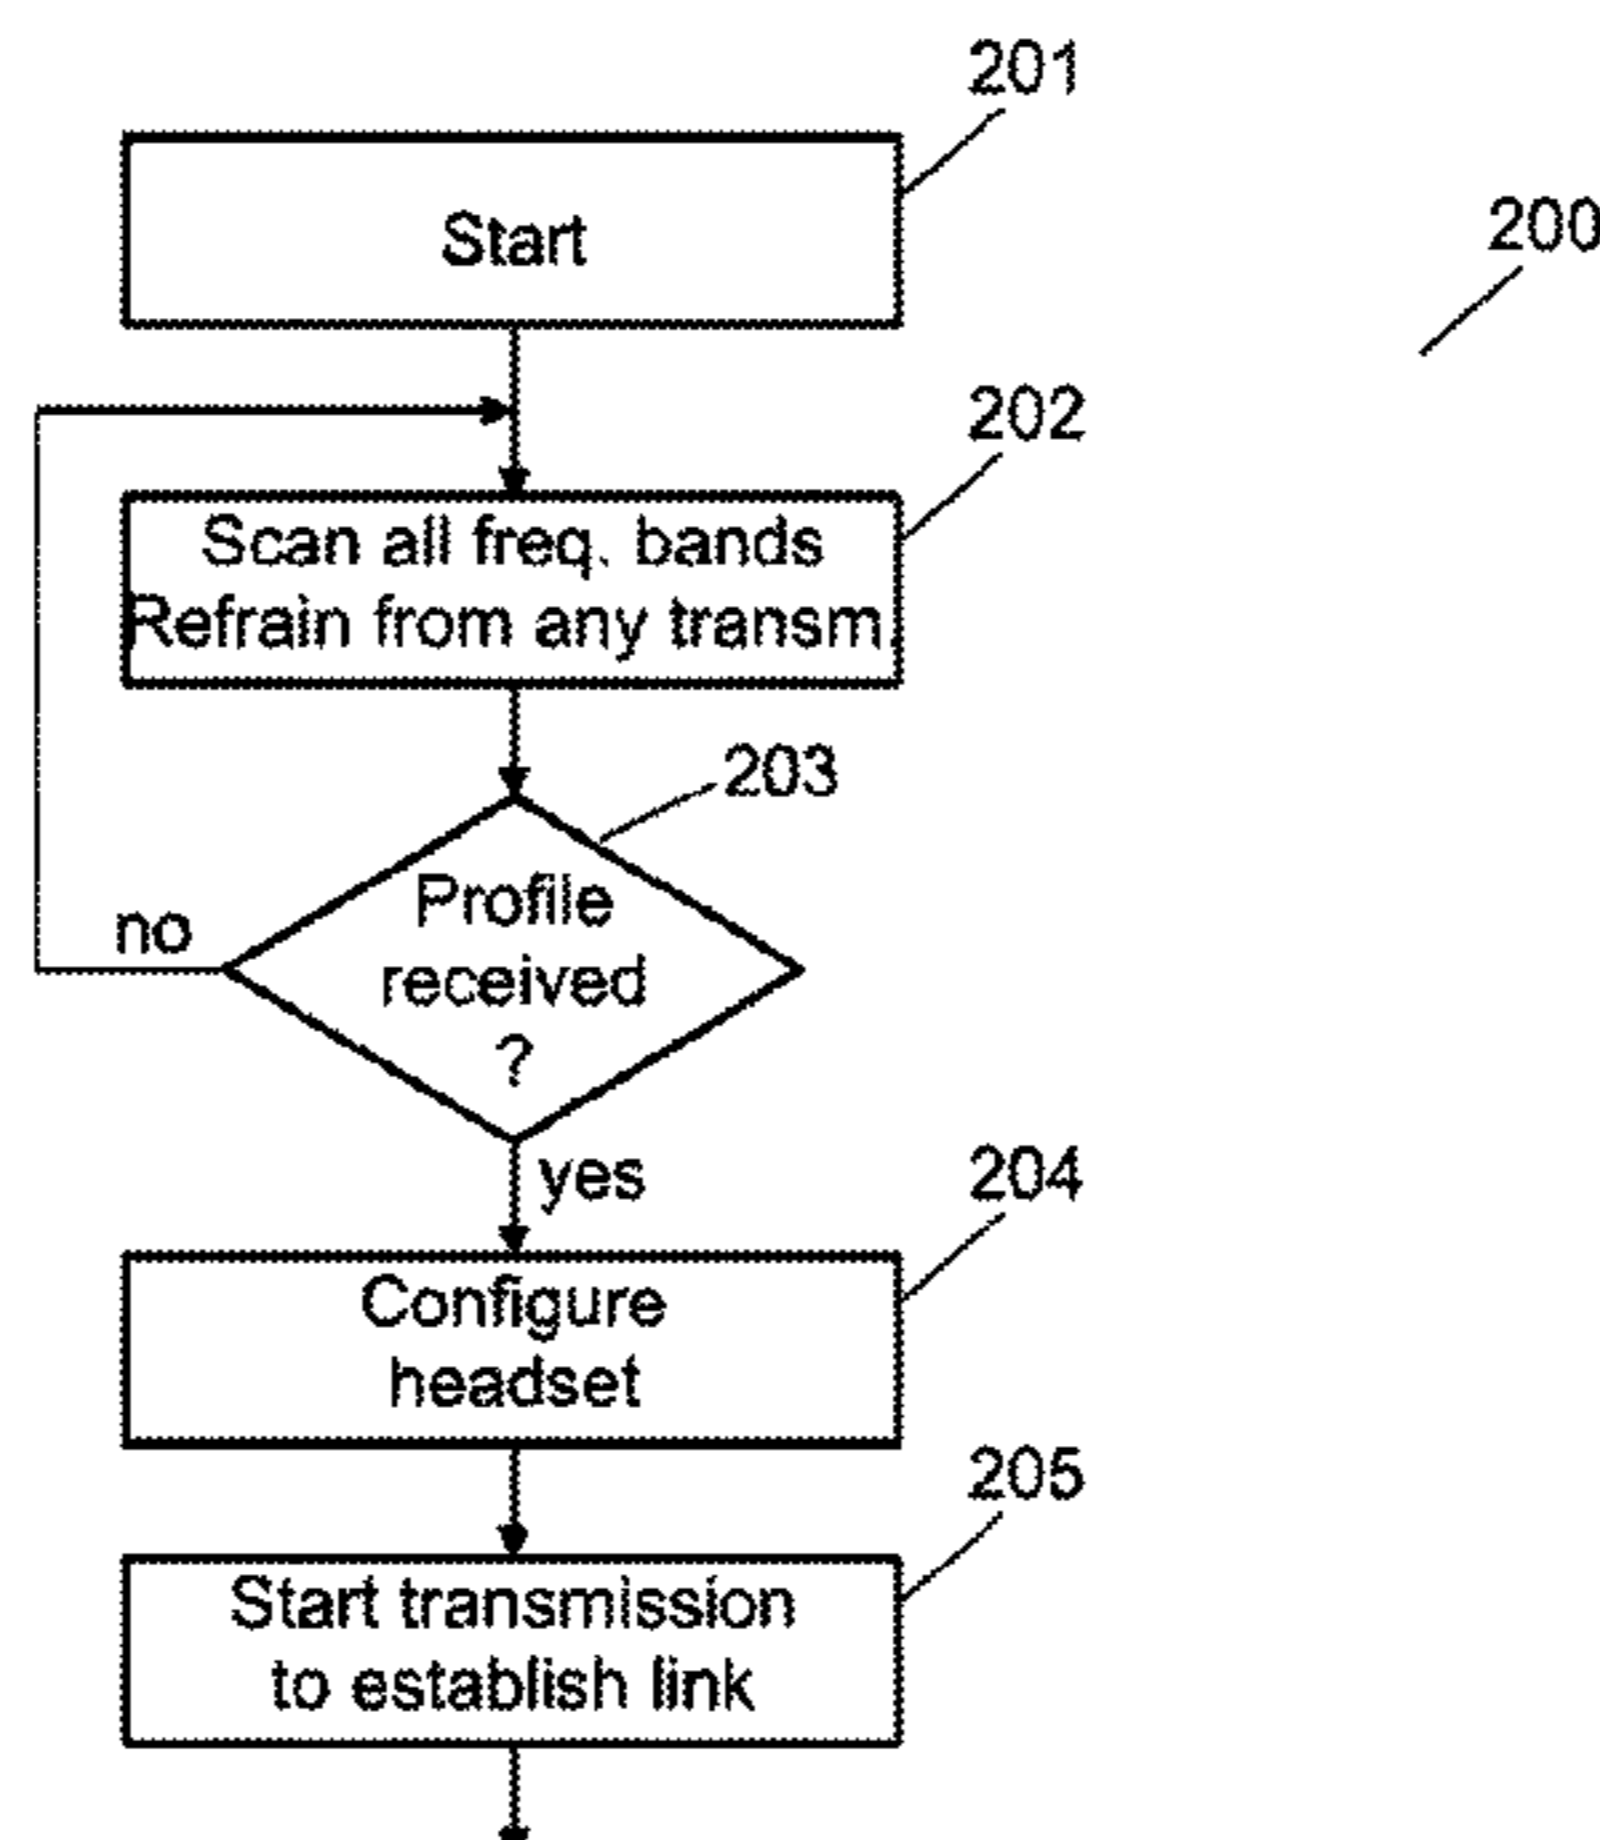 201
Start
200
202
Scan all freq. bands
Refrain from any transm.
203
Profile
received
?
no
yes
204
Configure
headset
205
Start transmission
to establish link